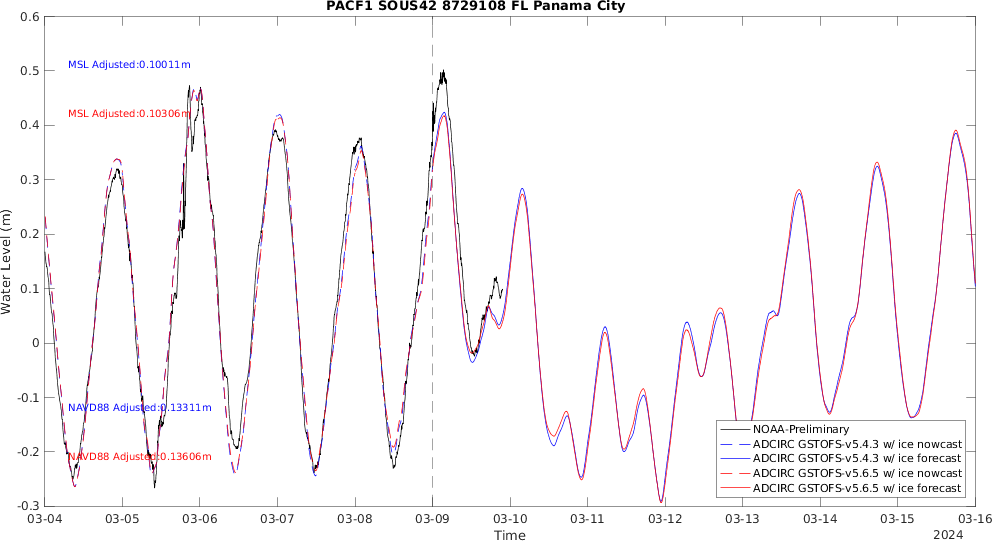 PACF1 SOUS42 8729108 FL Panama City
0.6
0.5
0.4
0.3
0.2
0.1
0
-0.1
-0.2
-0.3
Water Level (m)
MSL Adjusted:0.10011m
MSL Adjusted:0.10306m
NAVD88 Adjusted:0.13311m
NAVD88 Adjusted:0.13606m
NOAA-Preliminary
ADCIRC GSTOFS-v5.4.3 w/ ice nowcast
ADCIRC GSTOFS-v5.4.3 w/ ice forecast
ADCIRC GSTOFS-v5.6.5 w/ ice nowcast
ADCIRC GSTOFS-v5.6.5 w/ ice forecast
03-04 03-05 03-06 03-07 03-08 03-09 03-10 03-11 03-12 03-13 03-14 03-15 03-16
Time
2024